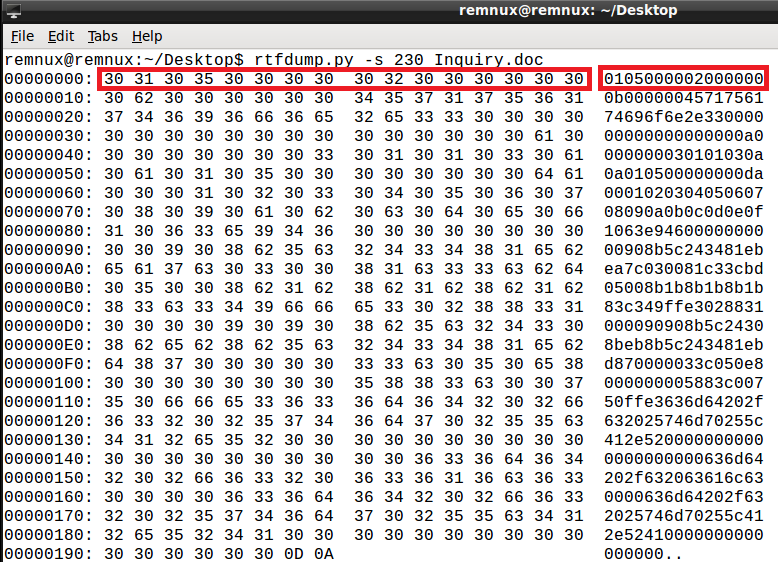 remnux@remnux: ~/Desktop
File Edit Tabs Help
remnux@remnux:~/Desktop$ rtfdump.py -s 230 Inquiry.doc
00000000: 30 31 30 35 30 30 30 30  30 32 30 30 30 30 30 30  0105000002000000
00000010: 30 62 30 30 30 30 30 30  34 35 37 31 37 35 36 31  0b00000045717561
00000020: 37 34 36 39 36 66 36 65  32 65 33 33 30 30 30 30  74696f6e2e330000
00000030: 30 30 30 30 30 30 30 30  30 30 30 30 30 30 61 30  00000000000000a0
00000040: 30 30 30 30 30 30 30 33  30 31 30 31 30 33 30 61  000000030101030a
00000050: 30 61 30 31 30 35 30 30  30 30 30 30 30 30 64 61  0a010500000000da
00000060: 30 30 30 31 30 32 30 33  30 34 30 35 30 36 30 37  0001020304050607
00000070: 30 38 30 39 30 61 30 62  30 63 30 64 30 65 30 66  08090a0b0c0d0e0f
00000080: 31 30 36 33 65 39 34 36  30 30 30 30 30 30 30 30  1063e94600000000
00000090: 30 30 39 30 38 62 35 63  32 34 33 34 38 31 65 62  00908b5c243481eb
000000A0: 65 61 37 63 30 33 30 30  38 31 63 33 33 63 62 64  ea7c030081c33cbd
000000B0: 30 35 30 30 38 62 31 62  38 62 31 62 38 62 31 62  05008b1b8b1b8b1b
000000C0: 38 33 63 33 34 39 66 66  65 33 30 32 38 38 33 31  83c349ffe3028831
000000D0: 30 30 30 30 39 30 39 30  38 62 35 63 32 34 33 30  000090908b5c2430
000000E0: 38 62 65 62 38 62 35 63  32 34 33 34 38 31 65 62  8beb8b5c243481eb
000000F0: 64 38 37 30 30 30 30 30  33 33 63 30 35 30 65 38  d870000033c050e8
00000100: 30 30 30 30 30 30 30 30  35 38 38 33 63 30 30 37  000000005883c007
00000110: 35 30 66 66 65 33 36 33  36 64 36 34 32 30 32 66  50ffe3636d64202f
00000120: 36 33 32 30 32 35 37 34  36 64 37 30 32 35 35 63  632025746d70255c
00000130: 34 31 32 65 35 32 30 30  30 30 30 30 30 30 30 30  412e520000000000
00000140: 30 30 30 30 30 30 30 30  30 30 36 33 36 64 36 34  0000000000636d64
00000150: 32 30 32 66 36 33 32 30  36 33 36 31 36 63 36 33  202f632063616c63
00000160: 30 30 30 30 36 33 36 64  36 34 32 30 32 66 36 33  0000636d64202f63
00000170: 32 30 32 35 37 34 36 64  37 30 32 35 35 63 34 31  2025746d70255c41
00000180: 32 65 35 32 34 31 30 30  30 30 30 30 30 30 30 30  2e52410000000000
00000190: 30 30 30 30 30 30 0D 0A  000000..